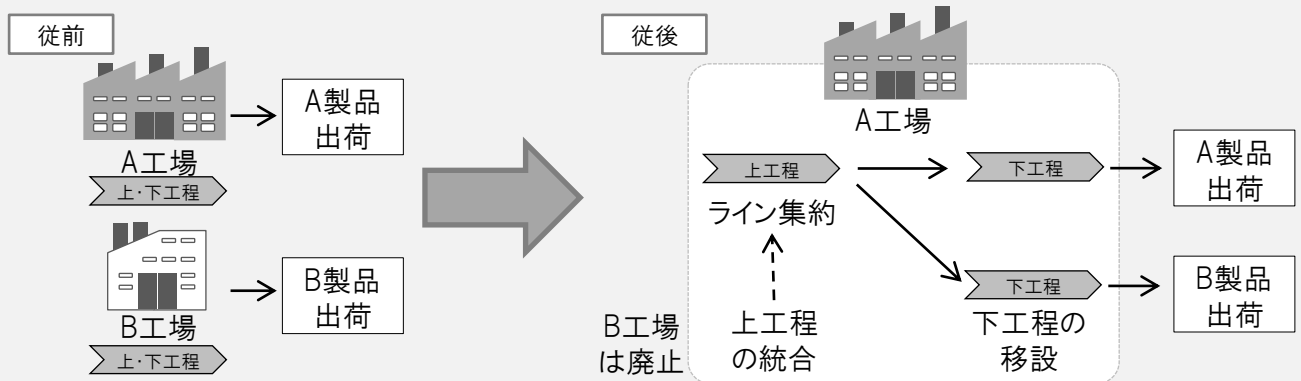 従前
A工場
上・下工程
A製品
出荷
B工場
上・下工程
B製品
出荷
従後
A工場
上工程
ライン集約
下工程
A製品
出荷
B工場
は廃止
上工程
の統合
下工程
下工程の
移設
B製品
出荷